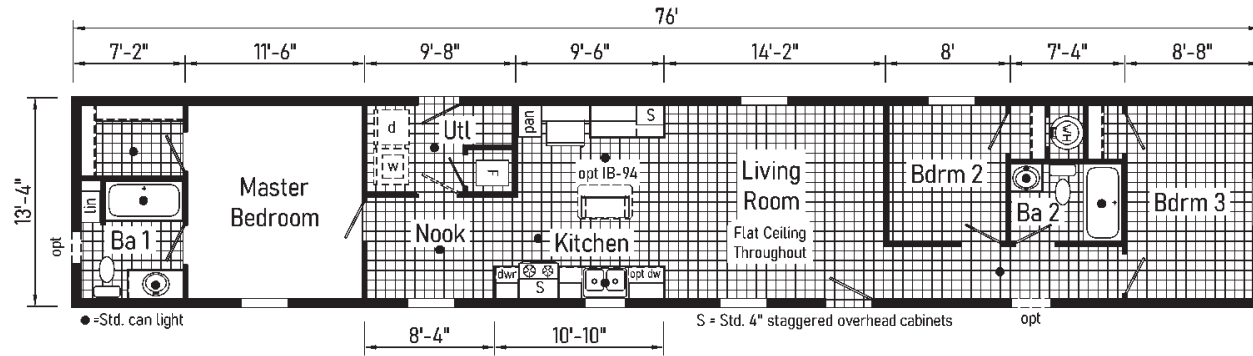 76'
7'-2" 11'-6" 9'-8" 9'-6" 14'-2" 8' 7'-4" 8'-8"
13'-4"
d
Utl
pan
S
WH
w
F
opt IB-94
lin
Master
Bedroom
Living
Room
Bdrm 2
Bdrm 3
Ba 1
Nook
Kitchen
Flat Ceiling
Throughout
Ba 2
opt
dwr
S
opt dw
● =Std. can light
S = Std. 4" staggered overhead cabinets
opt
8'-4" 10'-10"